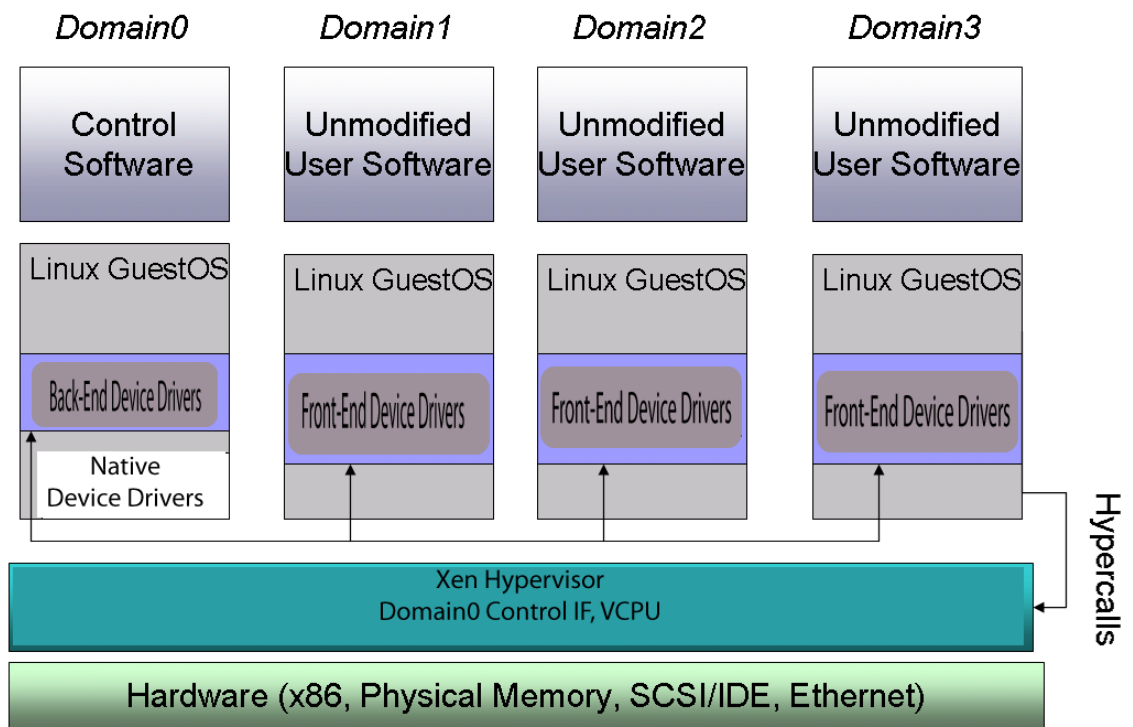 Domain0
Domain1
Domain2
Domain3
Control
Software
Unmodified
User Software
Unmodified
User Software
Unmodified
User Software
Linux GuestOS
Linux GuestOS
Linux GuestOS
Linux GuestOS
Back-End Device Drivers
Front-End Device Drivers
Front-End Device Drivers
Front-End Device Drivers
Native
Device Drivers
Hypercalls
Xen Hypervisor
Domain0 Control IF, VCPU
Hardware (x86, Physical Memory, SCSI/IDE, Ethernet)